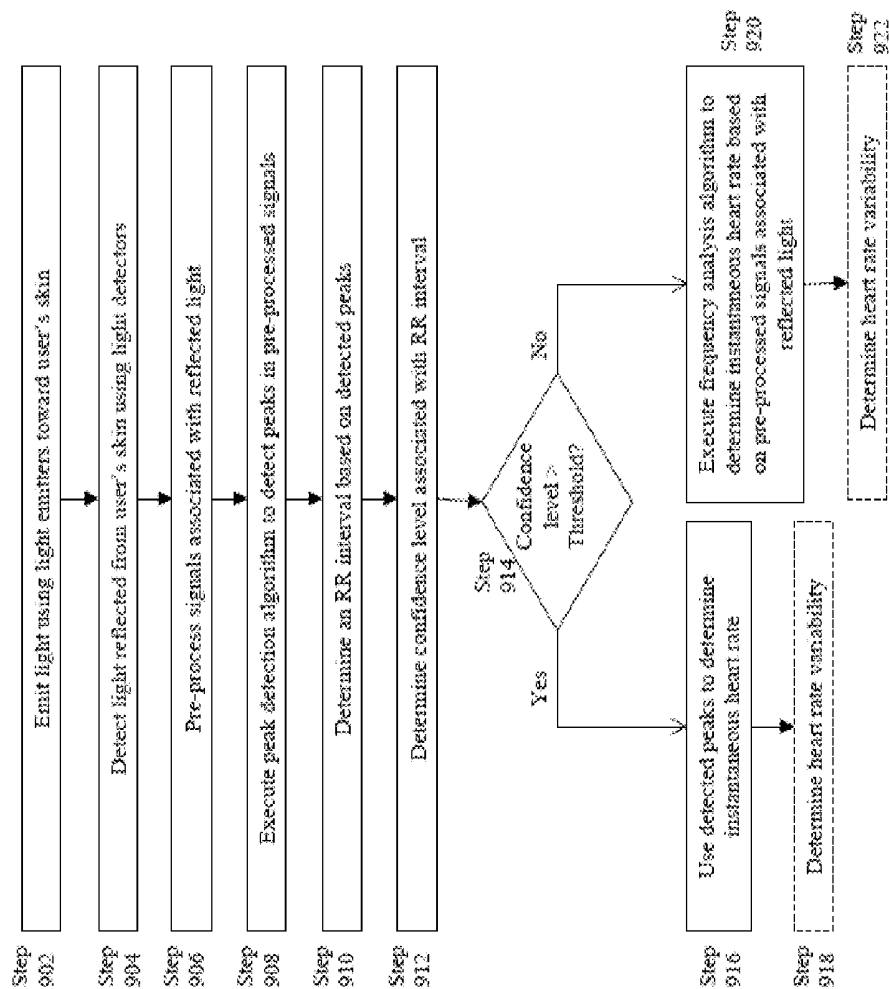 Step
902
Emit light using light emitters toward user's skin
Step
904
Detect light reflected from user's skin using light detectors
Step
906
Pre-process signals associated with reflected light
Step
908
Execute peak detection algorithm to detect peaks in pre-processed signals
Step
910
Determine an RR interval based on detected peaks
Step
912
Determine confidence level associated with RR interval
Step
914
Confidence
level >
Threshold?
Yes
No
Step
916
Use detected peaks to determine
instantaneous heart rate
Step
918
Determine heart rate variability
Execute frequency analysis algorithm to
determine instantaneous heart rate based
on pre-processed signals associated with
reflected light
Step
920
Determine heart rate variability
Step
922